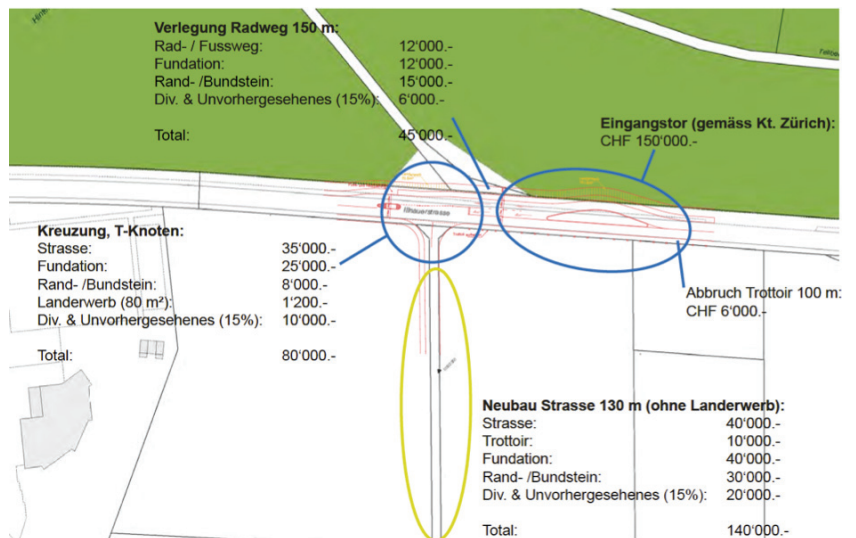 Verlegung Radweg 150 m:
Rad- / Fussweg: 12'000.-
Fundation: 12'000.-
Rand- /Bundstein: 15'000.-
Div. & Unvorhergesehenes (15%): 6'000.-
Total: 45'000.-
Eingangstor (gemäss Kt. Zürich):
CHF 150'000.-
Kreuzung, T-Knoten:
Strasse: 35'000.-
Fundation: 25'000.-
Rand- /Bundstein: 8'000.-
Landerwerb (80 m²): 1'200.-
Div. & Unvorhergesehenes (15%): 10'000.-
Total: 80'000.-
Abbruch Trottoir 100 m:
CHF 6'000.-
Neubau Strasse 130 m (ohne Landerwerb):
Strasse: 40'000.-
Trottoir: 10'000.-
Fundation: 40'000.-
Rand- /Bundstein: 30'000.-
Div. & Unvorhergesehenes (15%): 20'000.-
Total: 140'000.-